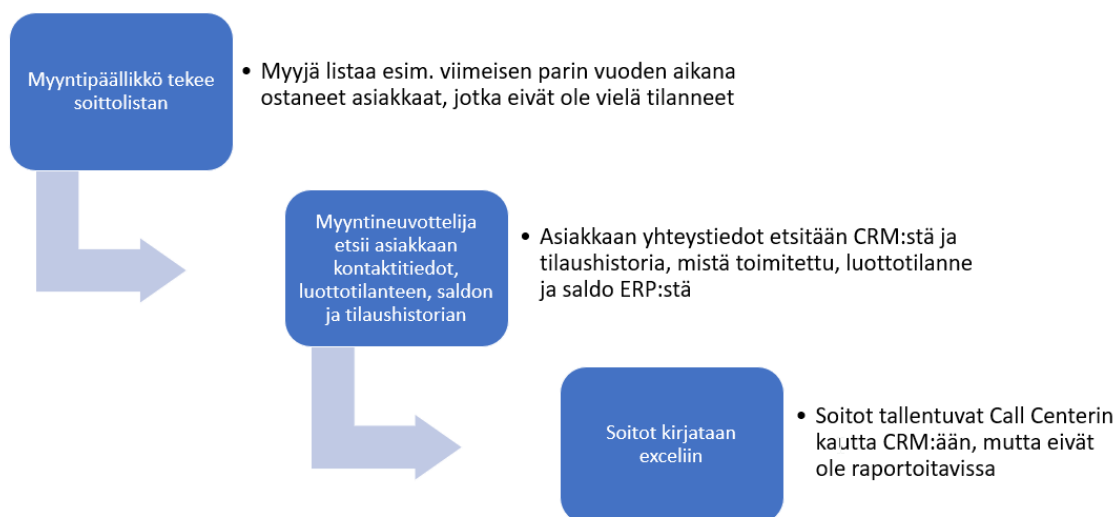 Myyntipäällikkö tekee
soittolistan
• Myyjä listaa esim. viimeisen parin vuoden aikana
ostaneet asiakkaat, jotka eivät ole vielä tilanneet
Myyntineuvottelija
etsii asiakkaan
kontaktitiedot,
luottotilanteen, saldon
ja tilaushistorian
• Asiakkaan yhteystiedot etsitään CRM:stä ja
tilaushistoria, mistä toimitettu, luottotilanne
ja saldo ERP:stä
Soitot kirjataan
exceliin
• Soitot tallentuvat Call Centerin
kautta CRM:ään, mutta eivät
ole raportoitavissa